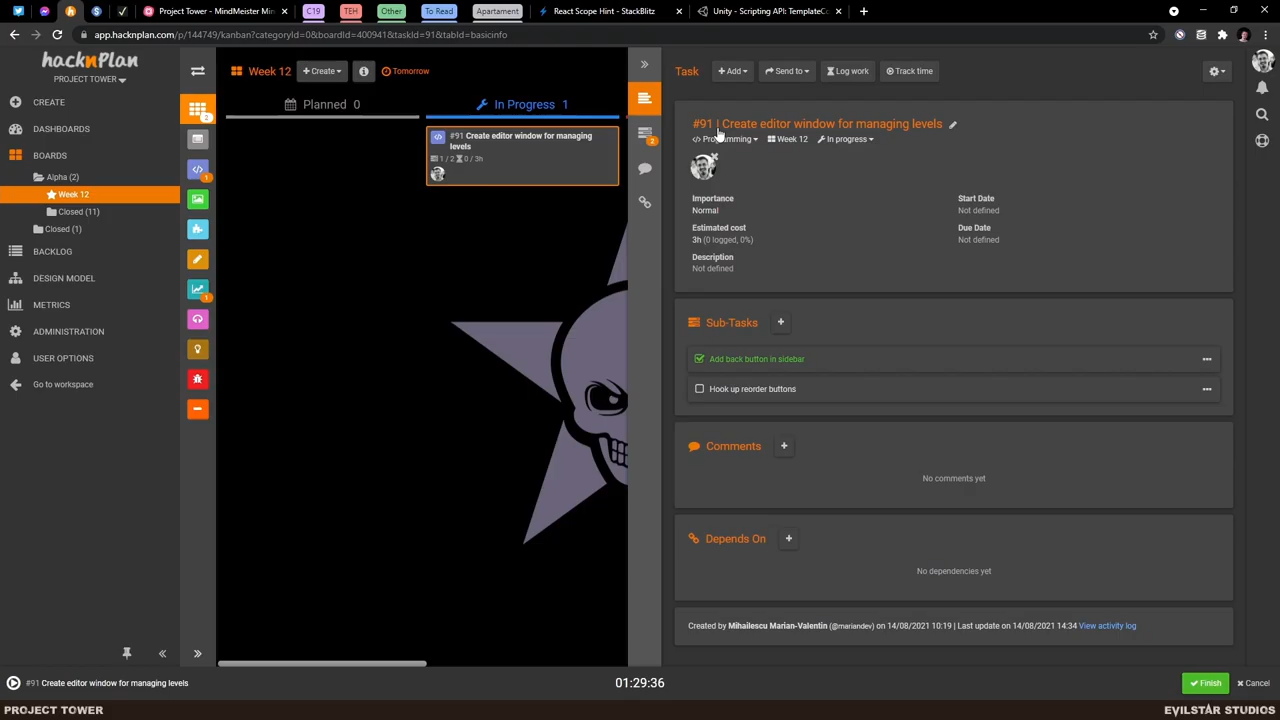 Project Tower - MindMeister Min
C19
TEH
Other
To Read
Apartament
React Scope Hint - StackBlitz
Unity - Scripting API: TemplateC
app.hacknplan.com/p/144749/kanban?categoryId=0&boardId=400941&taskId=91&tabId=basicinfo
hacknPlan
PROJECT TOWER
CREATE
DASHBOARDS
BOARDS
Alpha (2)
Week 12
Closed (11)
Closed (1)
BACKLOG
DESIGN MODEL
METRICS
ADMINISTRATION
USER OPTIONS
Go to workspace
2
1
1
Week 12
Create
Tomorrow
Planned 0
In Progress 1
#91 Create editor window for managing levels
1 / 2 0 / 3h
2
Task
Add
Send to
Log work
Track time
#91 | Create editor window for managing levels
Programming
Week 12
In progress
Importance
Normal
Start Date
Not defined
Estimated cost
3h (0 logged, 0%)
Due Date
Not defined
Description
Not defined
Sub-Tasks
Add back button in sidebar
Hook up reorder buttons
Comments
No comments yet
Depends On
No dependencies yet
Created by Mihailescu Marian-Valentin (@mariandev) on 14/08/2021 10:19 | Last update on 14/08/2021 14:34 View activity log
#91 Create editor window for managing levels
01:29:36
Finish
Cancel
PROJECT TOWER
EVILSTAR STUDIOS